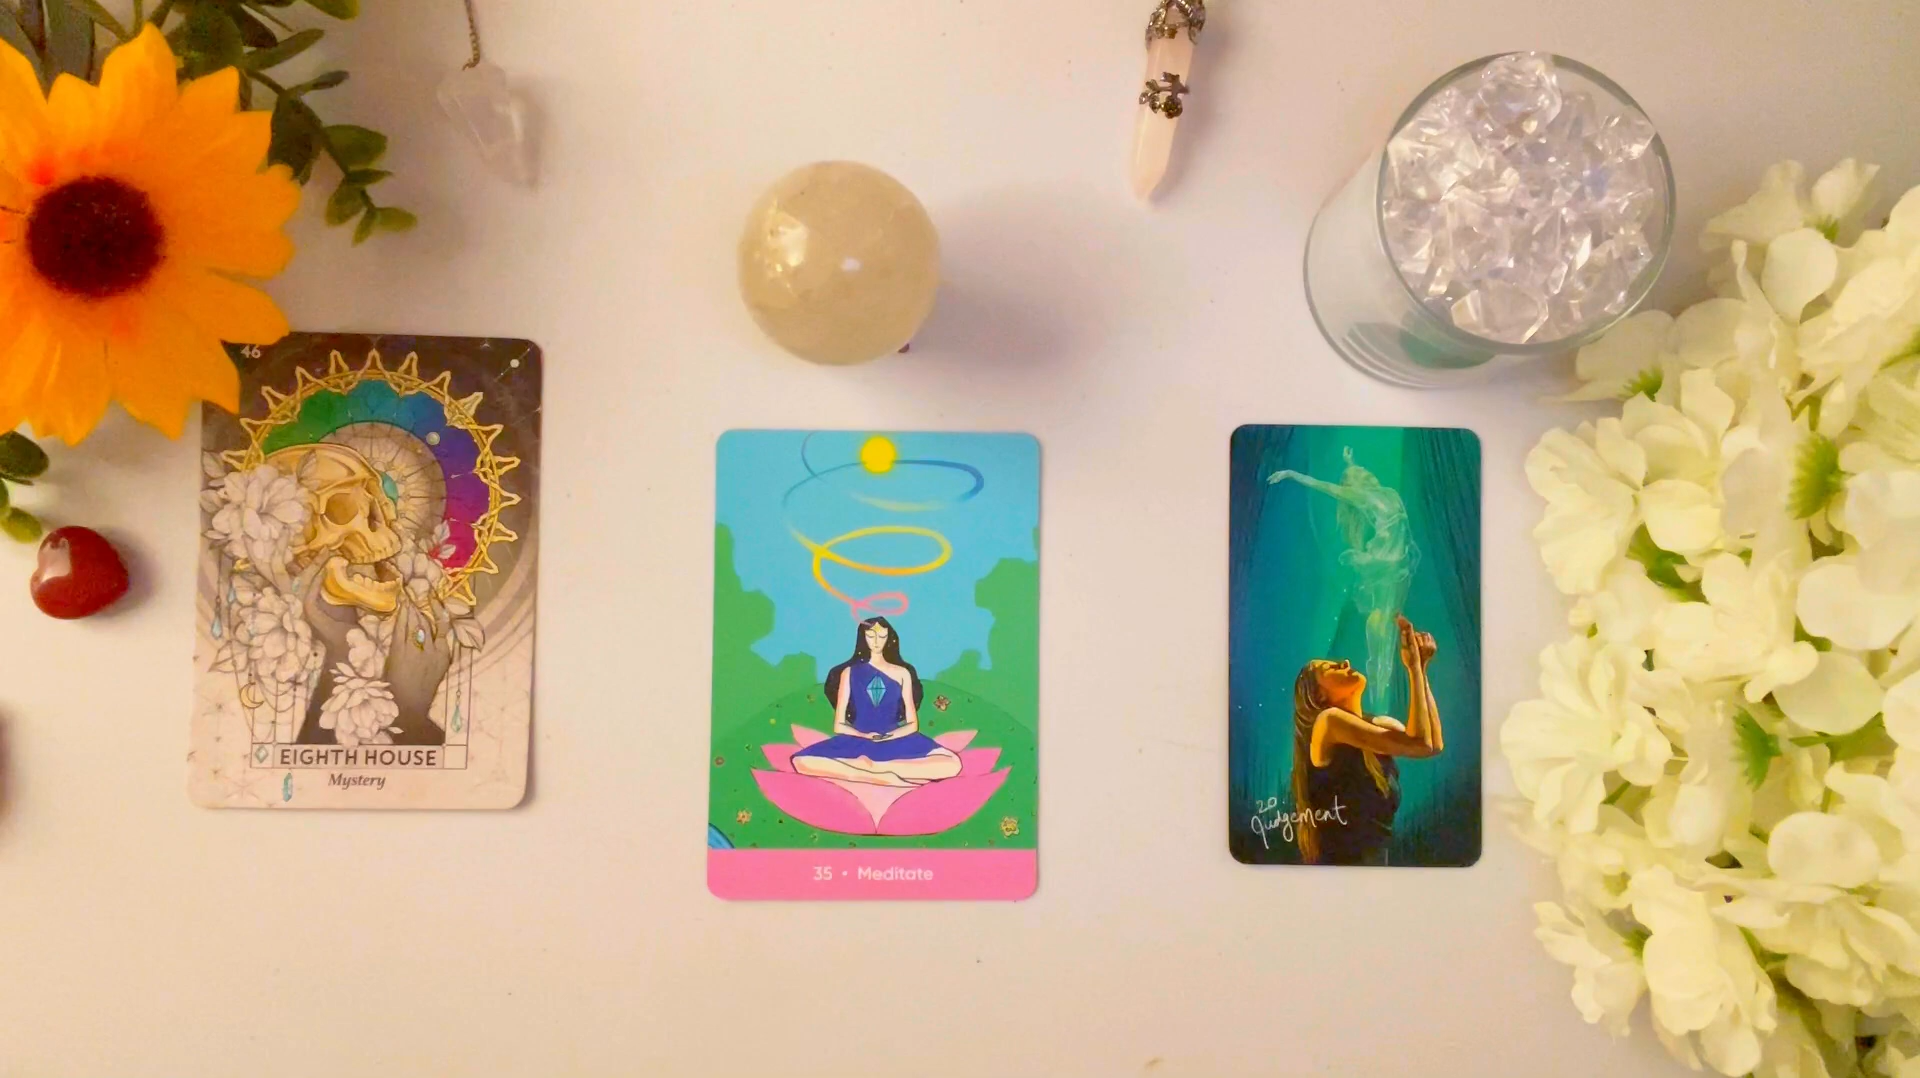 46
EIGHTH HOUSE
Mystery
35 • Meditate
20
Judgement